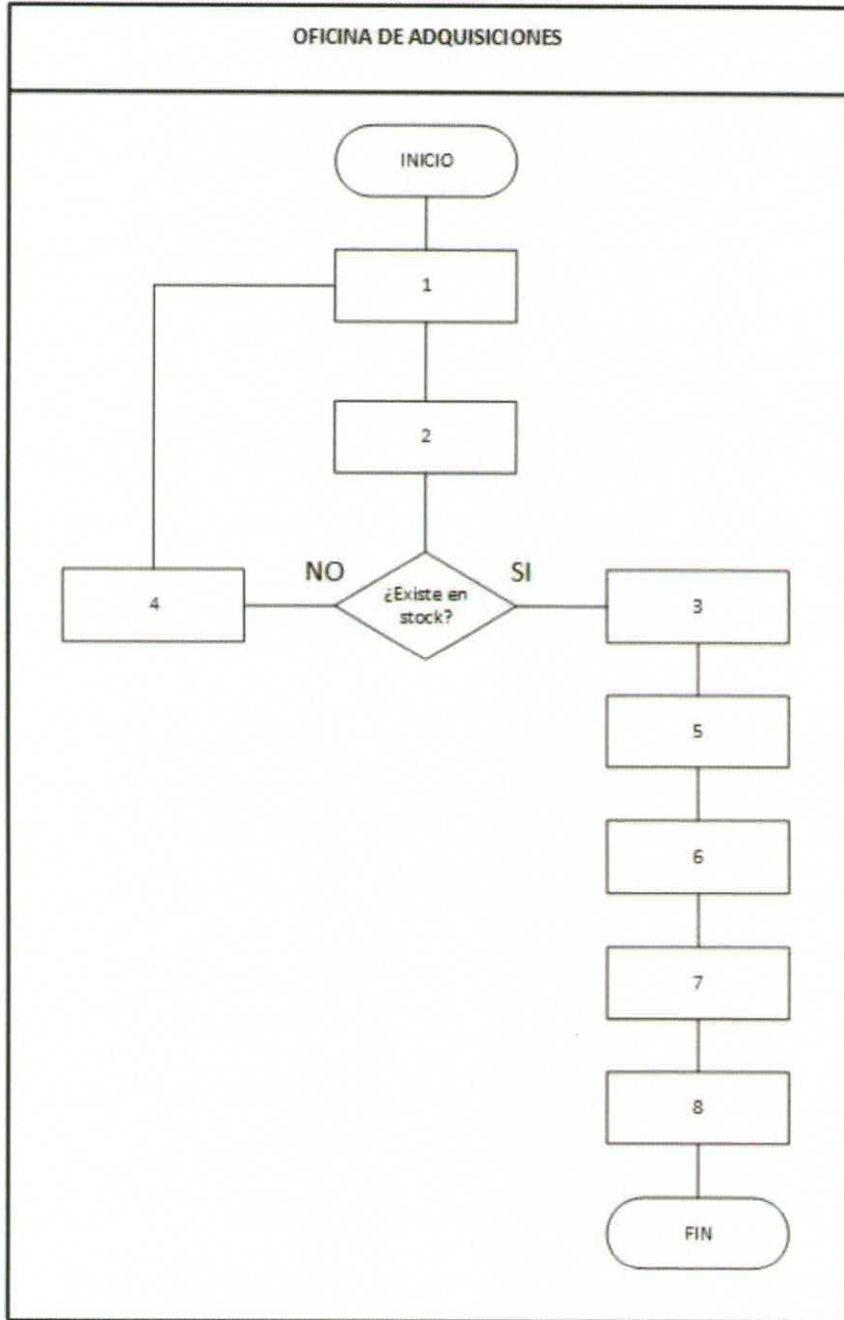 OFICINA DE ADQUISICIONES
INICIO
1
2
NO
SI
4
¿Existe en
stock?
3
5
6
7
8
FIN